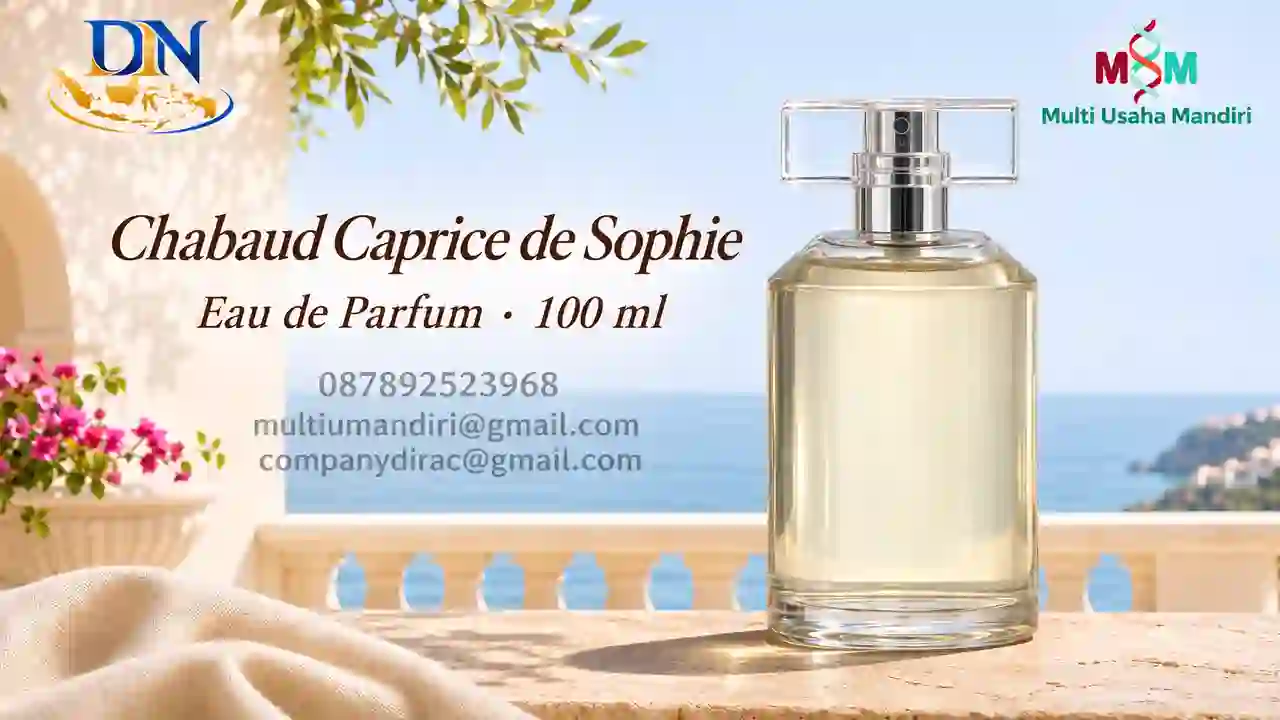 DN
MSM
Multi Usaha Mandiri
Chabaud Caprice de Sophie
Eau de Parfum · 100 ml
087892523968
multiumandiri@gmail.com
companydirac@gmail.com